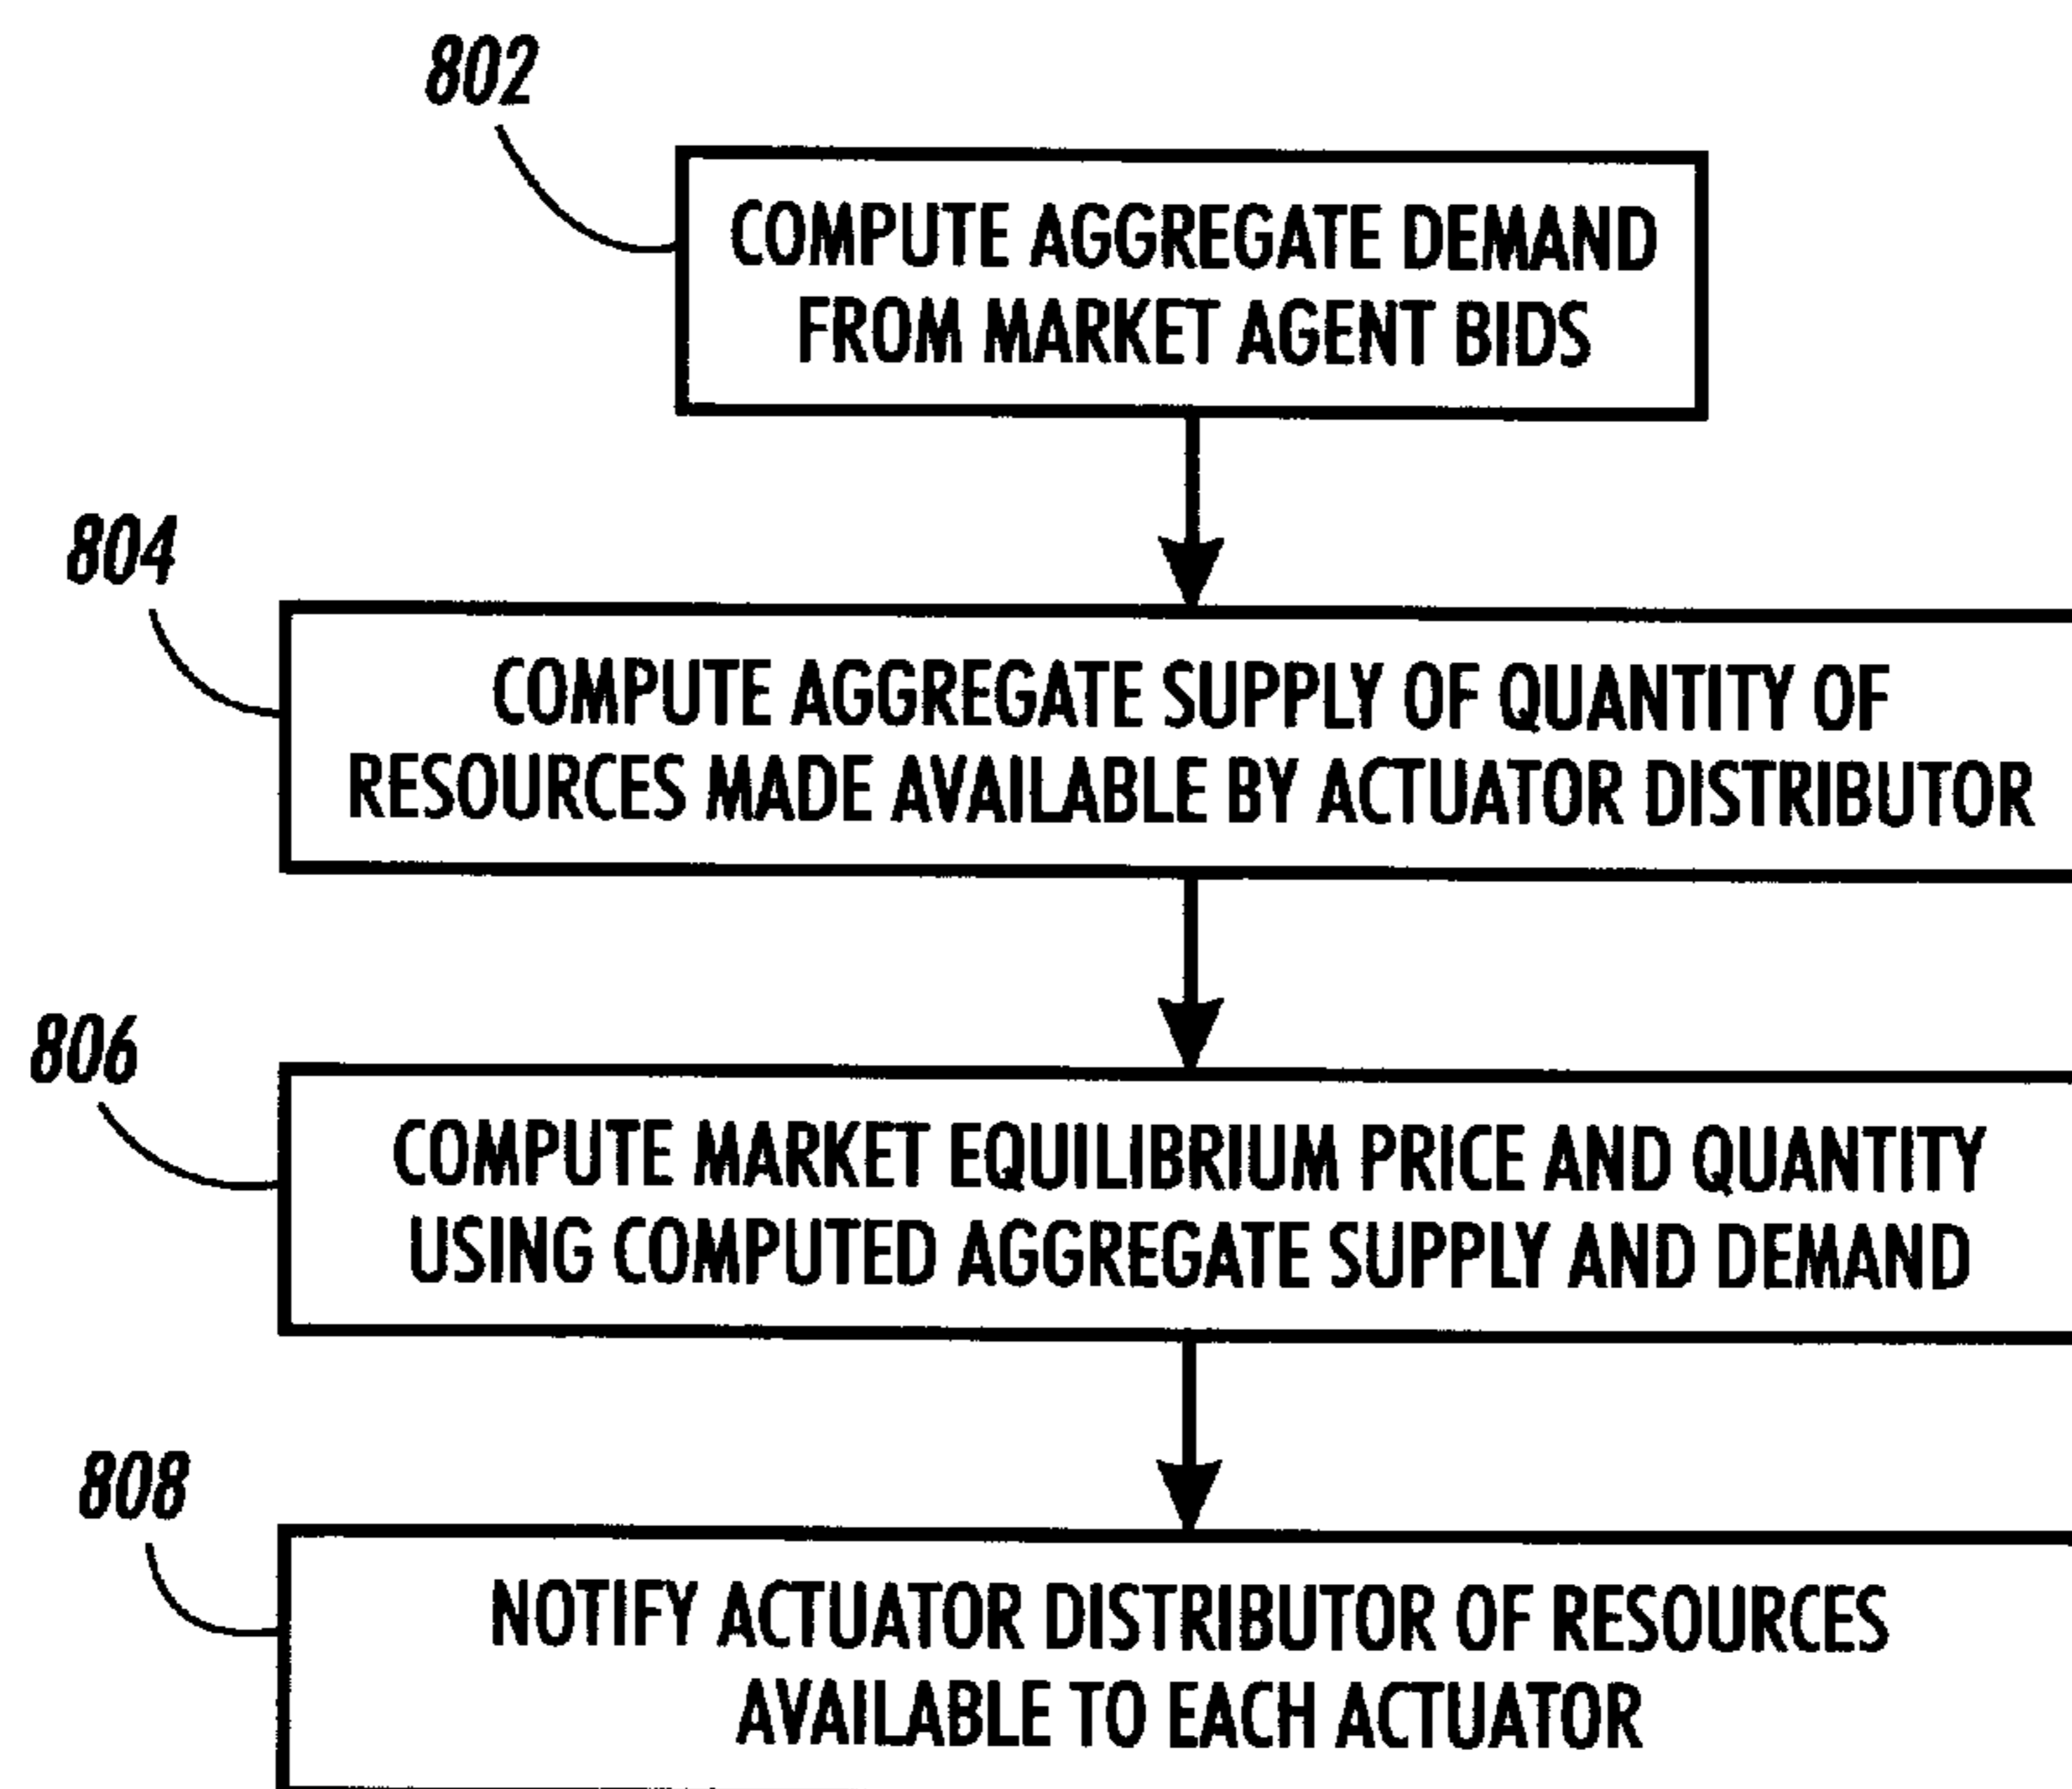 802
COMPUTE AGGREGATE DEMAND
FROM MARKET AGENT BIDS
804
COMPUTE AGGREGATE SUPPLY OF QUANTITY OF
RESOURCES MADE AVAILABLE BY ACTUATOR DISTRIBUTOR
806
COMPUTE MARKET EQUILIBRIUM PRICE AND QUANTITY
USING COMPUTED AGGREGATE SUPPLY AND DEMAND
808
NOTIFY ACTUATOR DISTRIBUTOR OF RESOURCES
AVAILABLE TO EACH ACTUATOR